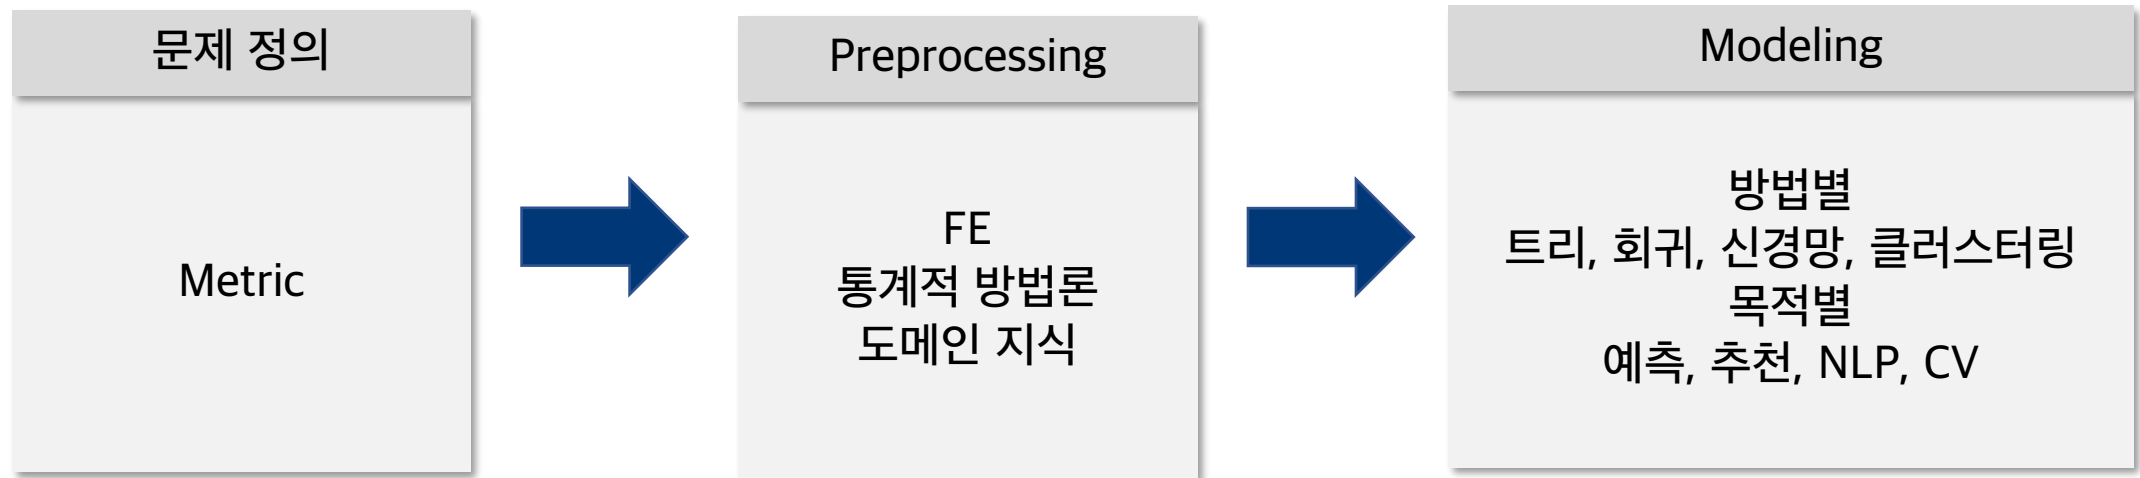 문제 정의
Metric
Preprocessing
FE
통계적 방법론
도메인 지식
Modeling
방법별
트리, 회귀, 신경망, 클러스터링
목적별
예측, 추천, NLP, CV